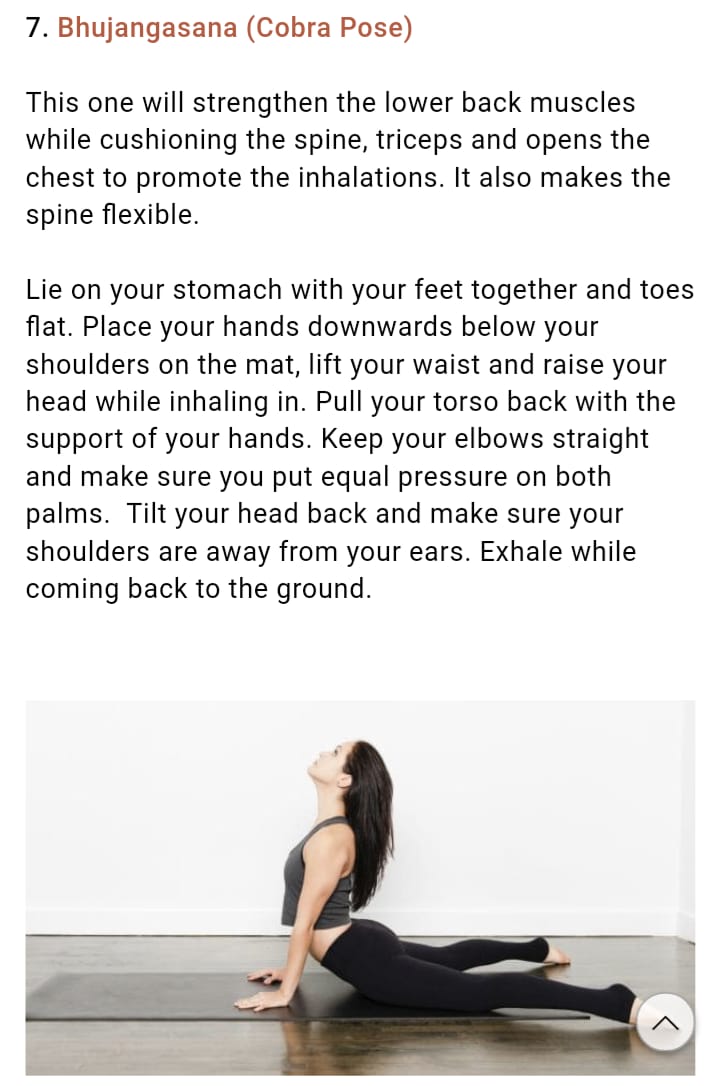 7. Bhujangasana (Cobra Pose)
This one will strengthen the lower back muscles
while cushioning the spine, triceps and opens the
chest to promote the inhalations. It also makes the
spine flexible.
Lie on your stomach with your feet together and toes
flat. Place your hands downwards below your
shoulders on the mat, lift your waist and raise your
head while inhaling in. Pull your torso back with the
support of your hands. Keep your elbows straight
and make sure you put equal pressure on both
palms.  Tilt your head back and make sure your
shoulders are away from your ears. Exhale while
coming back to the ground.